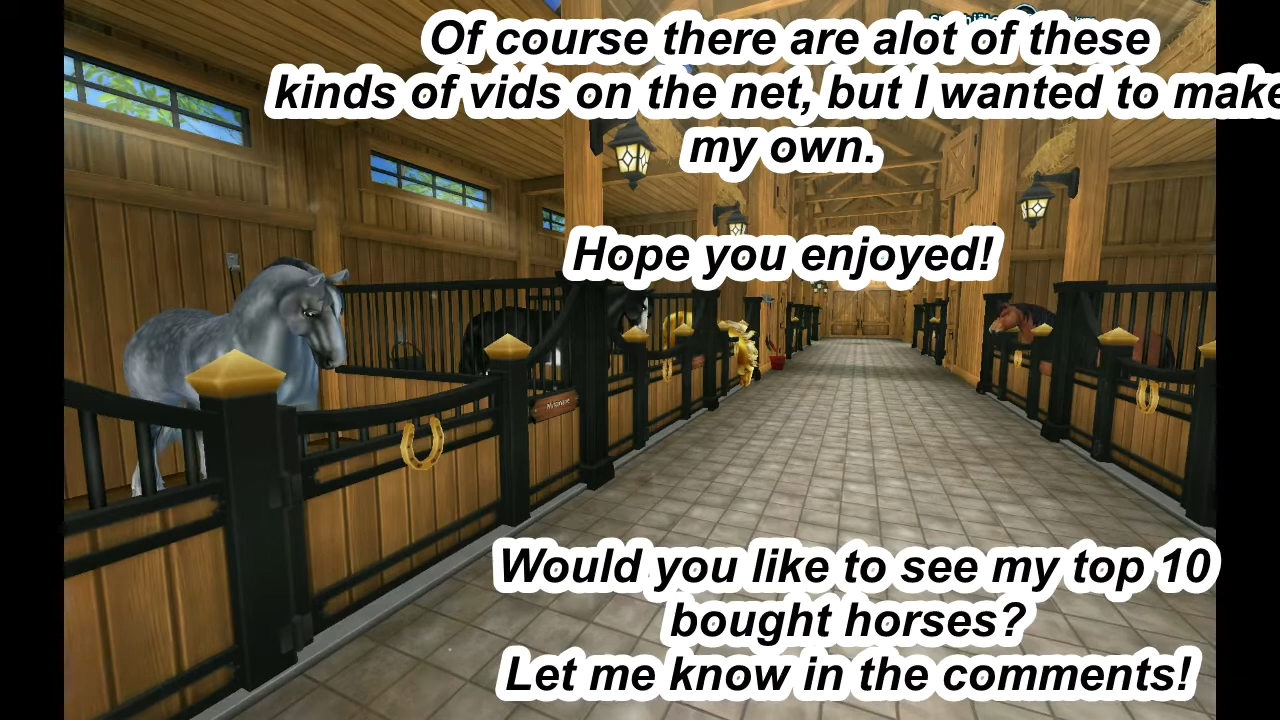 Of course there are alot of these
kinds of vids on the net, but I wanted to make
my own.
Hope you enjoyed!
Would you like to see my top 10
bought horses?
Let me know in the comments!